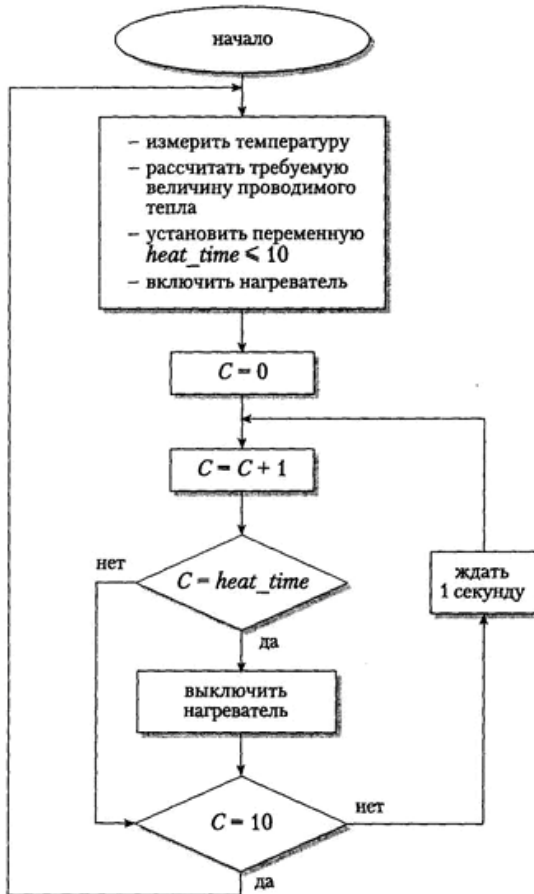 начало
– измерить температуру
– рассчитать требуемую
величину проводимого
тепла
– установить переменную
heat_time ⩽ 10
– включить нагреватель
C = 0
C = C + 1
нет
C = heat_time
ждать
1 секунду
да
выключить
нагреватель
C = 10
нет
да